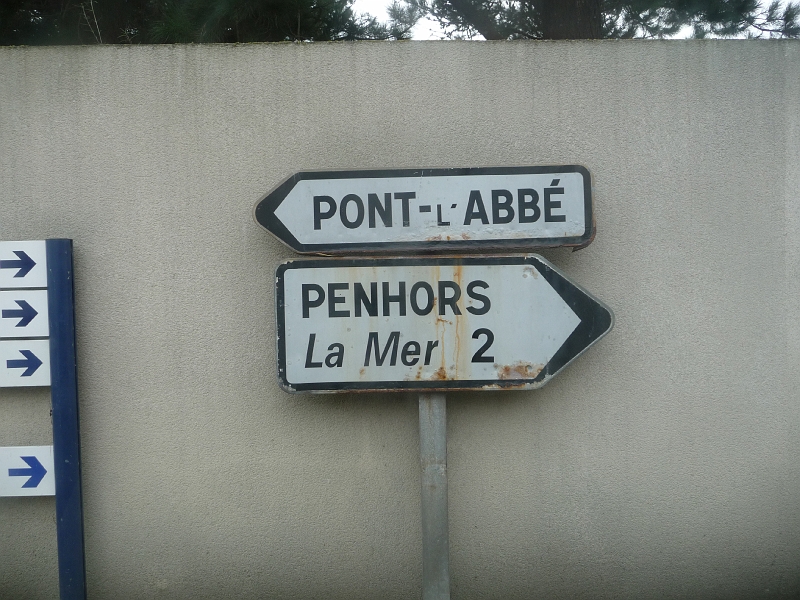 PONT-L'ABBÉ
PENHORS
La Mer 2